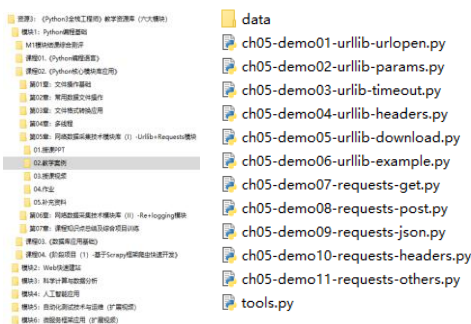 资源3：《Python3全栈工程师》教学资源库（六大模块）
模块1：Python编程基础
M1模块结课综合测评
课程01.《Python编程语言》
课程02.《Python核心模块库应用》
第01章：文件操作基础
第02章：常用数据文件操作
第03章：文件格式转换应用
第04章：多线程
第05章：网络数据采集技术模块库（I）-Urllib+Requests模块
01.授课PPT
02.教学案例
03.授课视频
04.作业
05.补充资料
第06章：网络数据采集技术模块库（II）-Re+logging模块
第07章：课程知识点总结及综合项目训练
课程03.《数据库应用基础》
课程04.《阶段项目（1）-基于Scrapy框架爬虫快速开发》
模块2：Web快速建站
模块3：科学计算与数据分析
模块4：人工智能应用
模块5：自动化测试技术与运维（扩展视频）
模块6：微服务框架应用（扩展视频）
data
ch05-demo01-urllib-urlopen.py
ch05-demo02-urllib-params.py
ch05-demo03-urlib-timeout.py
ch05-demo04-urllib-headers.py
ch05-demo05-urllib-download.py
ch05-demo06-urllib-example.py
ch05-demo07-requests-get.py
ch05-demo08-requests-post.py
ch05-demo09-requests-json.py
ch05-demo10-requests-headers.py
ch05-demo11-requests-others.py
tools.py